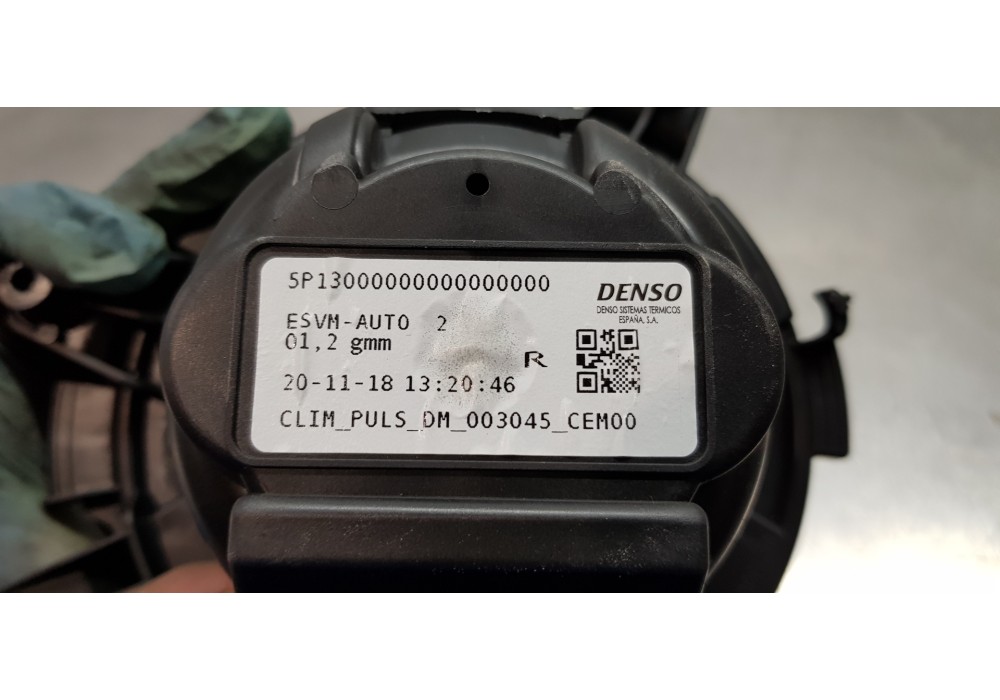 5P13000000000000000
DENSO
DENSO SISTEMAS TERMICOS
ESPAÑA, S.A.
ESVM-AUTO 2
01,2 gmm
R
20-11-18 13:20:46
CLIM_PULS_DM_003045_CEM00